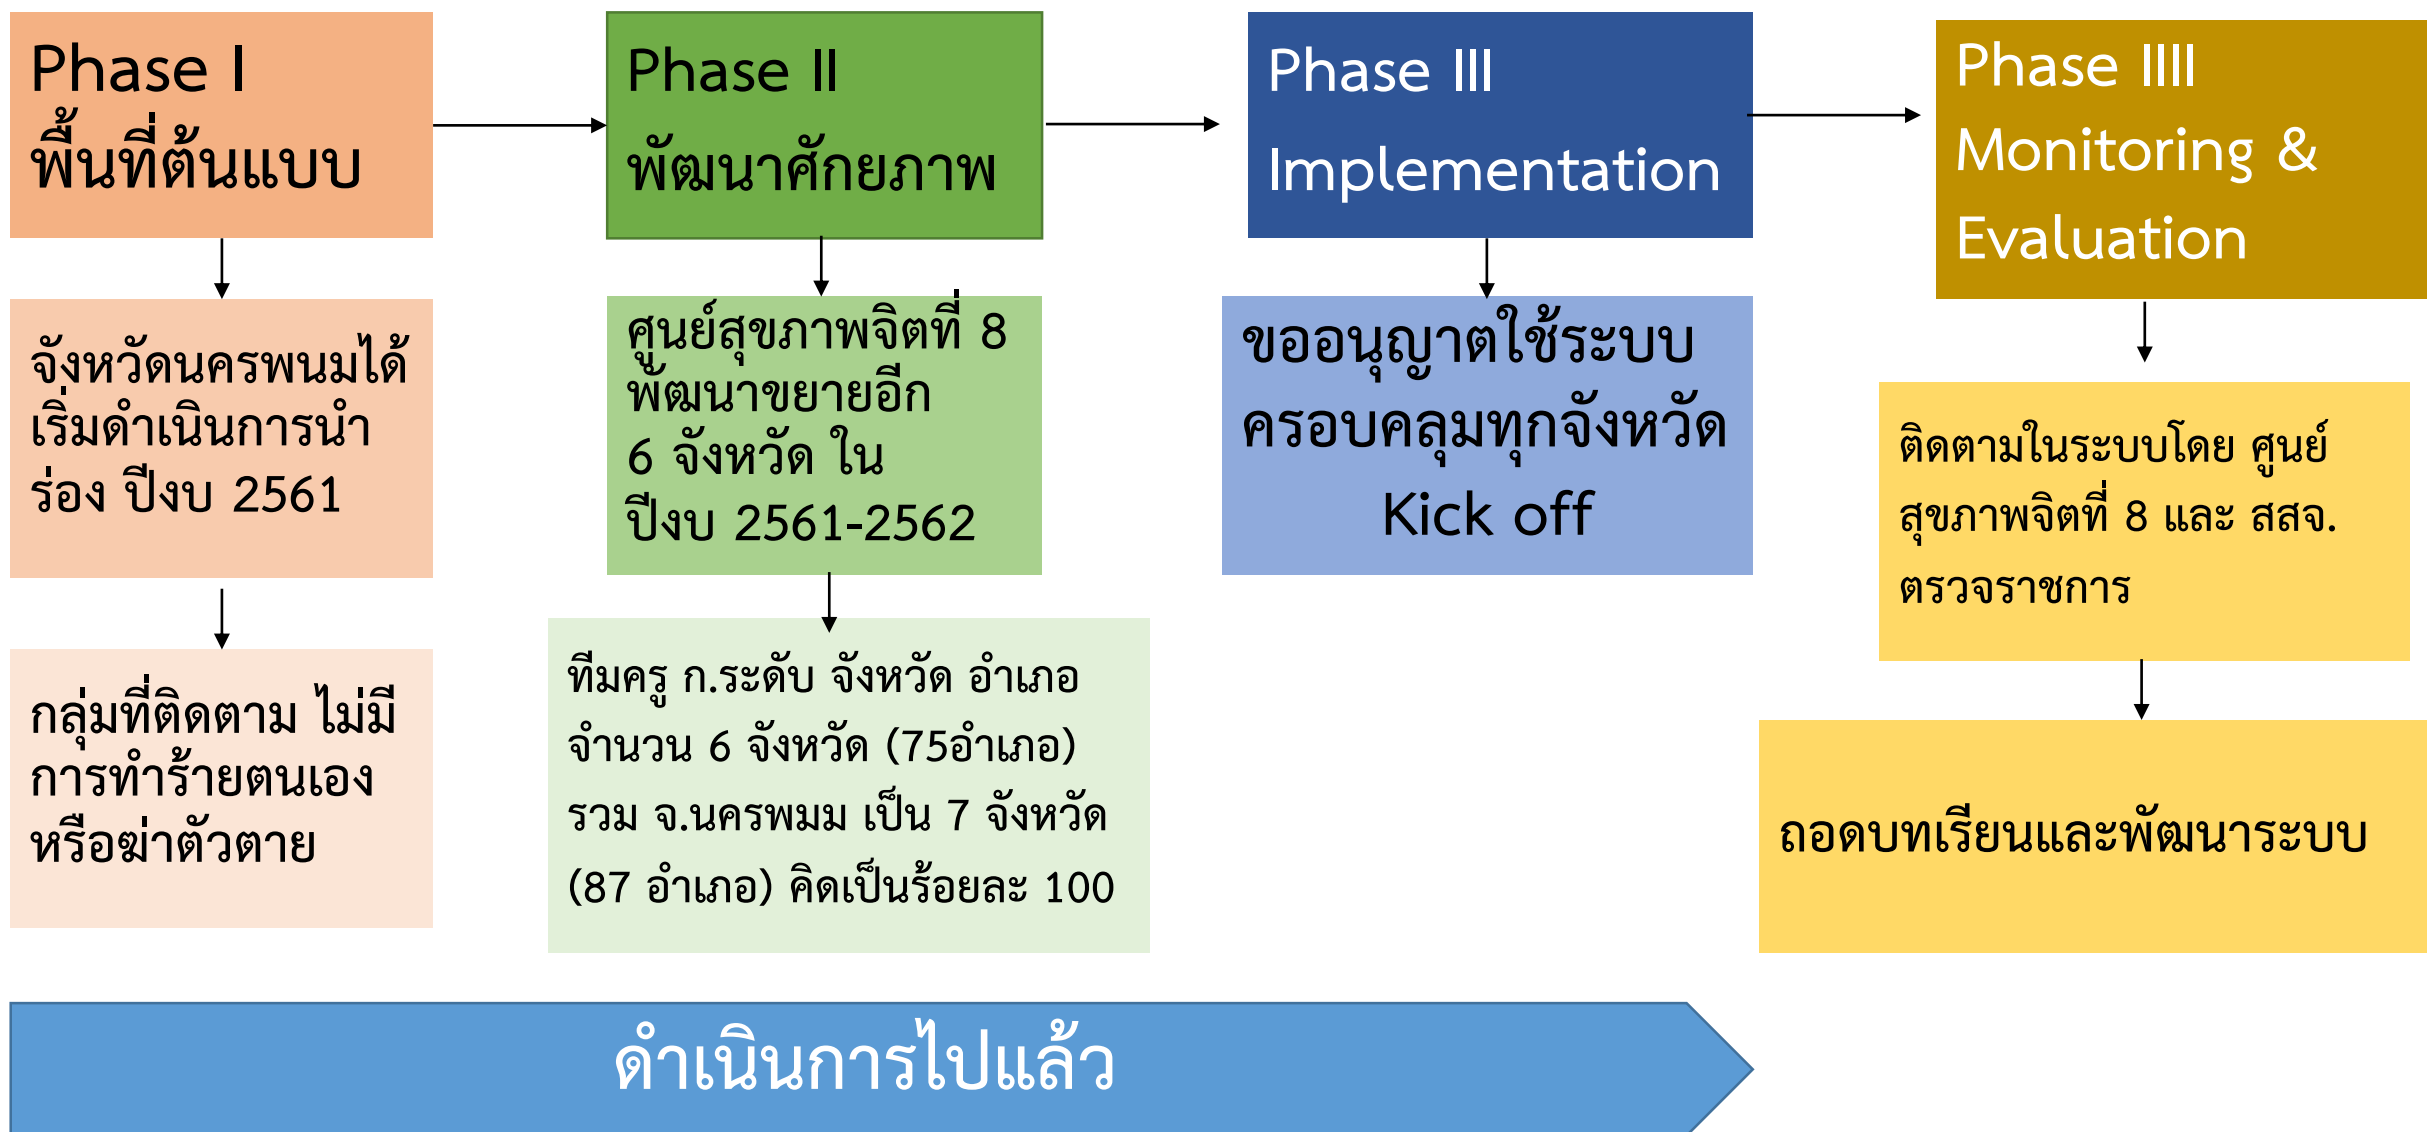 Phase I
พื้นที่ต้นแบบ
จังหวัดนครพนมได้
เริ่มดำเนินการนำ
ร่อง ปีงบ 2561
กลุ่มที่ติดตาม ไม่มี
การทำร้ายตนเอง
หรือฆ่าตัวตาย
Phase II
พัฒนาศักยภาพ
ศูนย์สุขภาพจิตที่ 8
พัฒนาขยายอีก
6 จังหวัด ใน
ปีงบ 2561-2562
ทีมครู ก.ระดับ จังหวัด อำเภอ
จำนวน 6 จังหวัด (75อำเภอ)
รวม จ.นครพมม เป็น 7 จังหวัด
(87 อำเภอ) คิดเป็นร้อยละ 100
Phase III
Implementation
ขออนุญาตใช้ระบบ
ครอบคลุมทุกจังหวัด
Kick off
Phase IIII
Monitoring &
Evaluation
ติดตามในระบบโดย ศูนย์
สุขภาพจิตที่ 8 และ สสจ.
ตรวจราชการ
ถอดบทเรียนและพัฒนาระบบ
ดำเนินการไปแล้ว